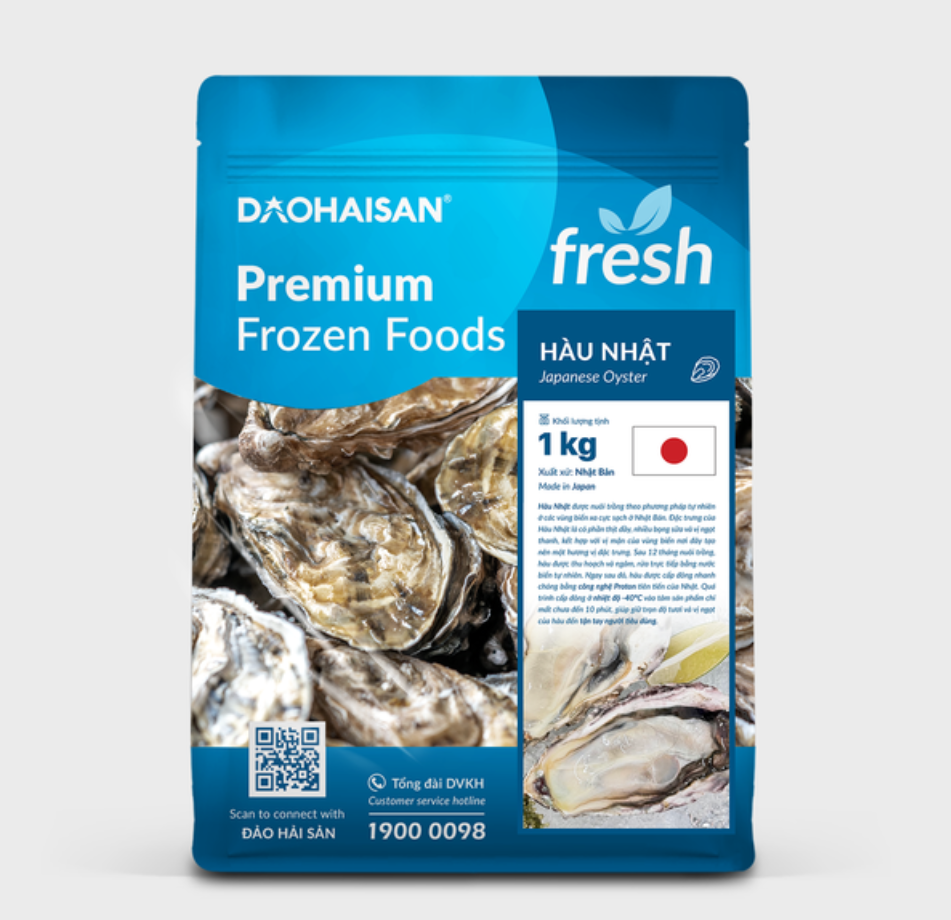 DAOHAISAN®
Premium
Frozen Foods
fresh
HÀU NHẬT
Japanese Oyster
Khối lượng tịnh
1 kg
Xuất xứ: Nhật Bản
Made in Japan
Hàu Nhật được nuôi trồng theo phương pháp tự nhiên
ở các vùng biển xa cực sạch ở Nhật Bản. Đặc trưng của
Hàu Nhật là có phần thịt đầy, nhiều bọng sữa và vị ngọt
thanh, kết hợp với vị mặn của vùng biển nơi đây tạo
nên một hương vị đặc trưng. Sau 12 tháng nuôi trồng,
hàu được thu hoạch và ngâm, rửa trực tiếp bằng nước
biển tự nhiên. Ngay sau đó, hàu được cấp đông nhanh
chóng bằng công nghệ Proton tiên tiến của Nhật. Quá
trình cấp đông ở nhiệt độ -40°C vào tâm sản phẩm chỉ
mất chưa đến 10 phút, giúp giữ trọn độ tươi và vị ngọt
của hàu đến tận tay người tiêu dùng.
Scan to connect with
ĐẢO HẢI SẢN
Tổng đài DVKH
Customer service hotline
1900 0098